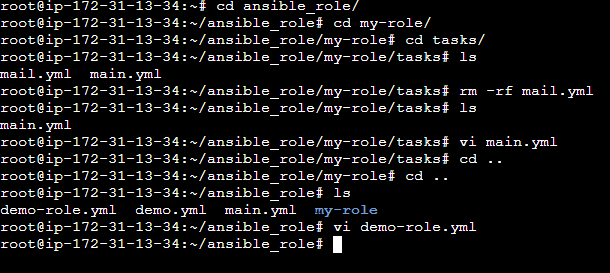 root@ip-172-31-13-34:~# cd ansible_role/
root@ip-172-31-13-34:~/ansible_role# cd my-role/
root@ip-172-31-13-34:~/ansible_role/my-role# cd tasks/
root@ip-172-31-13-34:~/ansible_role/my-role/tasks# ls
mail.yml  main.yml
root@ip-172-31-13-34:~/ansible_role/my-role/tasks# rm -rf mail.yml
root@ip-172-31-13-34:~/ansible_role/my-role/tasks# ls
main.yml
root@ip-172-31-13-34:~/ansible_role/my-role/tasks# vi main.yml
root@ip-172-31-13-34:~/ansible_role/my-role/tasks# cd ..
root@ip-172-31-13-34:~/ansible_role/my-role# cd ..
root@ip-172-31-13-34:~/ansible_role# ls
demo-role.yml  demo.yml  main.yml  my-role
root@ip-172-31-13-34:~/ansible_role# vi demo-role.yml
root@ip-172-31-13-34:~/ansible_role#